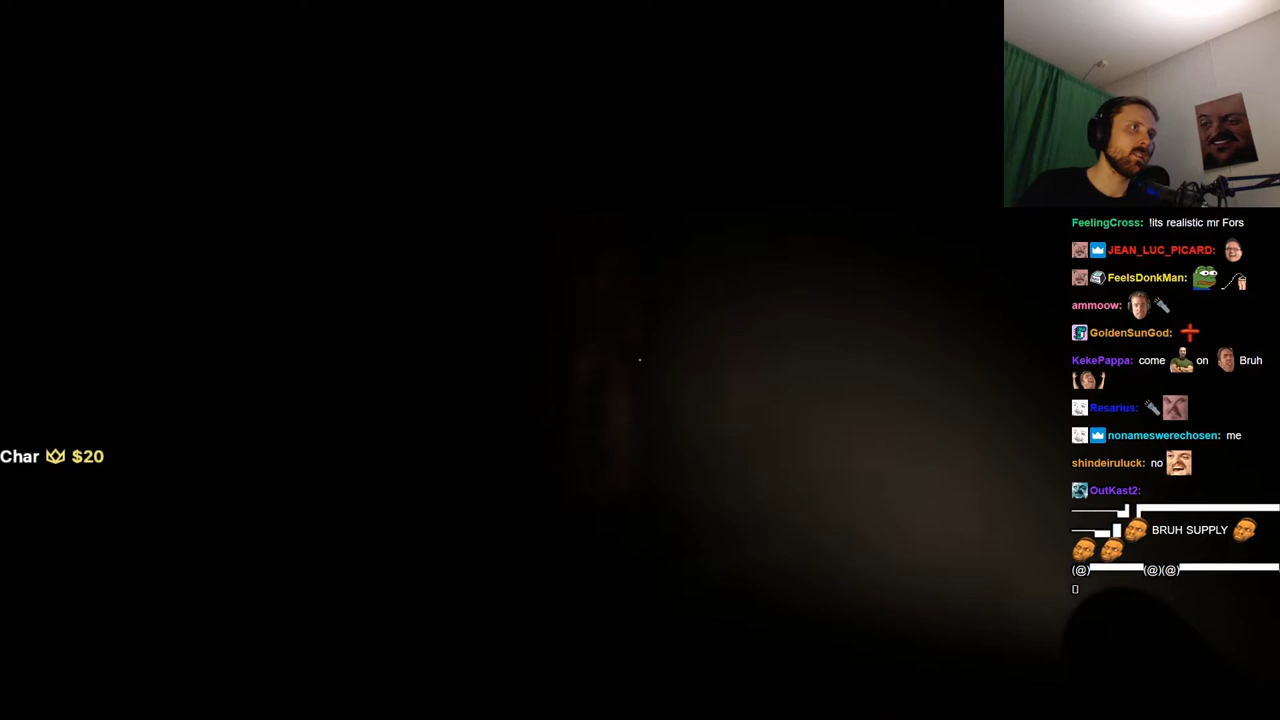 Char $20
FeelingCross: !its realistic mr Fors
JEAN_LUC_PICARD:
FeelsDonkMan:
ammoow:
GoldenSunGod:
KekePappa: come on Bruh
Resarius:
nonameswerechosen: me
shindeiruluck: no
OutKast2:
BRUH SUPPLY
(@) (@)(@)